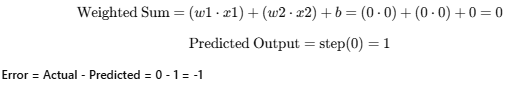 Weighted Sum = (w1 · x1) + (w2 · x2) + b = (0 · 0) + (0 · 0) + 0 = 0
Predicted Output = step(0) = 1
Error = Actual - Predicted = 0 - 1 = -1